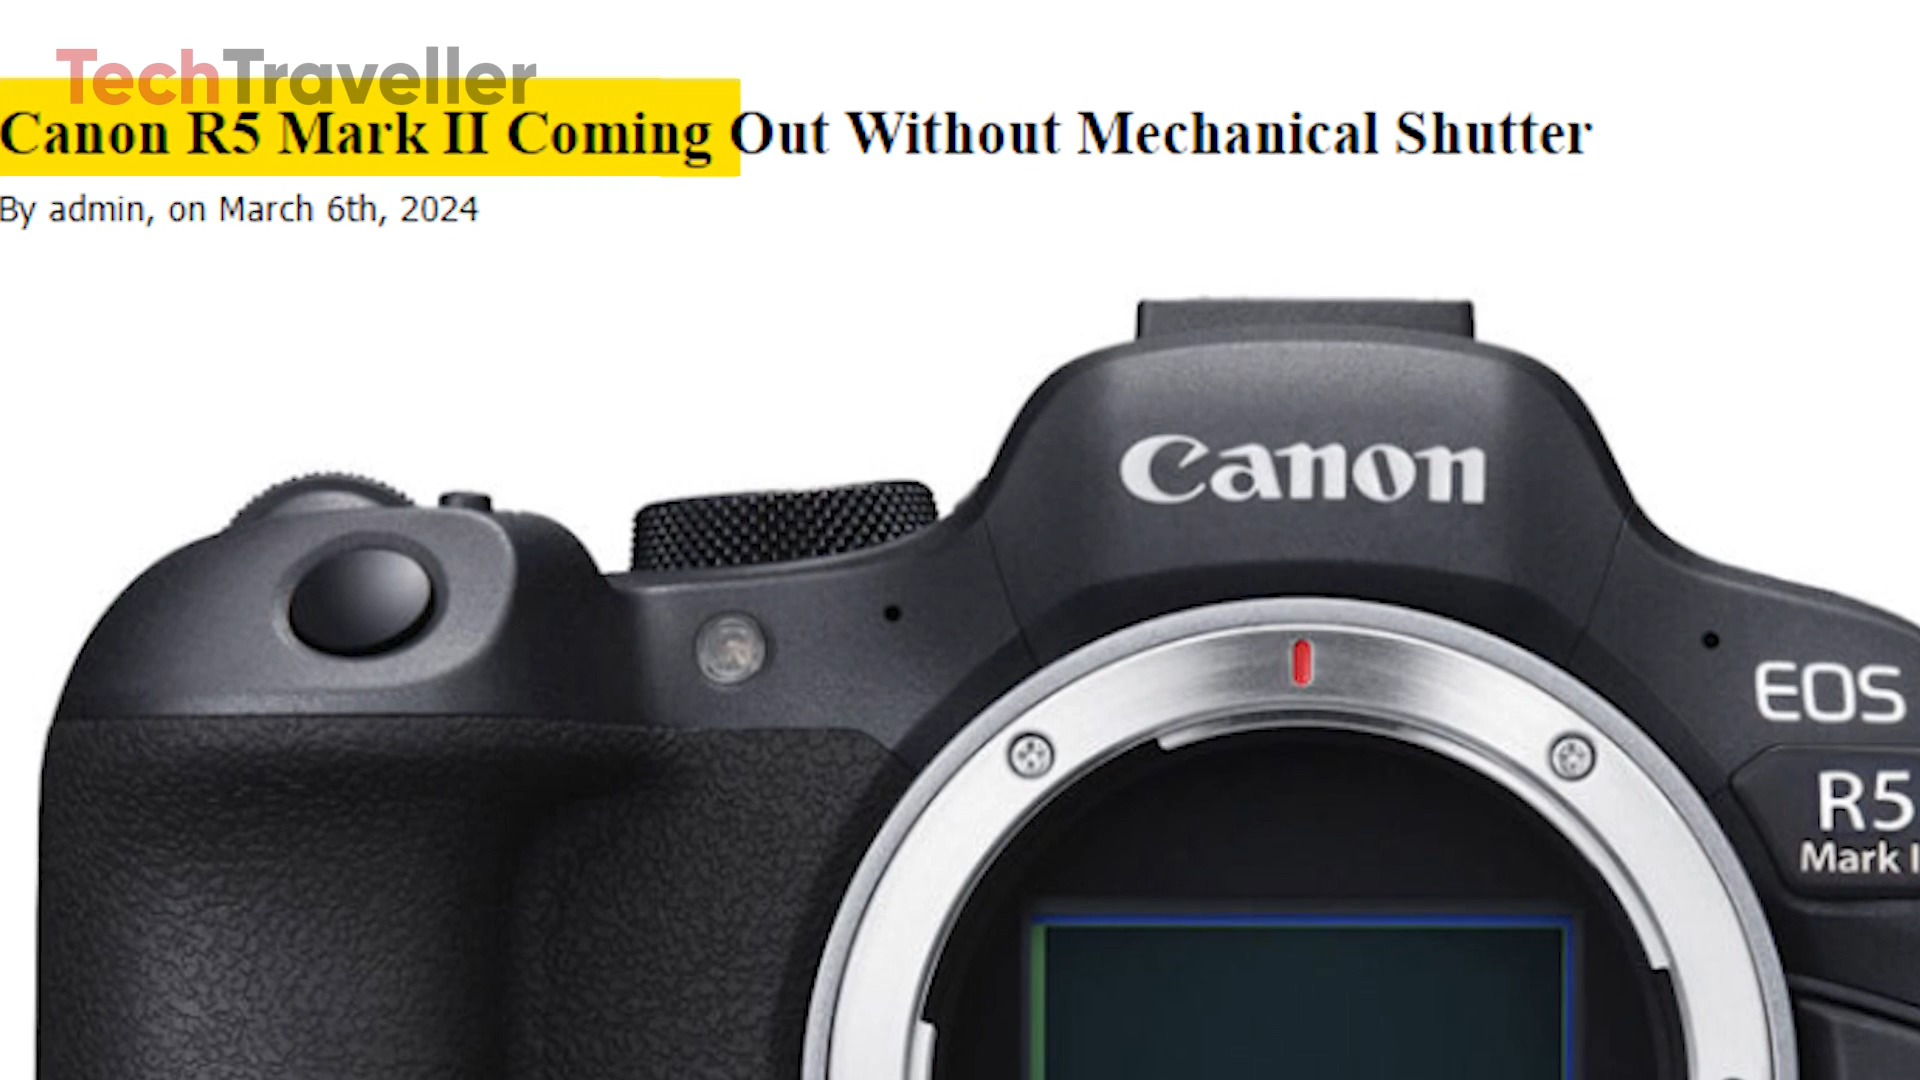 TechTraveller
Canon R5 Mark II Coming Out Without Mechanical Shutter
By admin, on March 6th, 2024
Canon
EOS
R5
Mark I